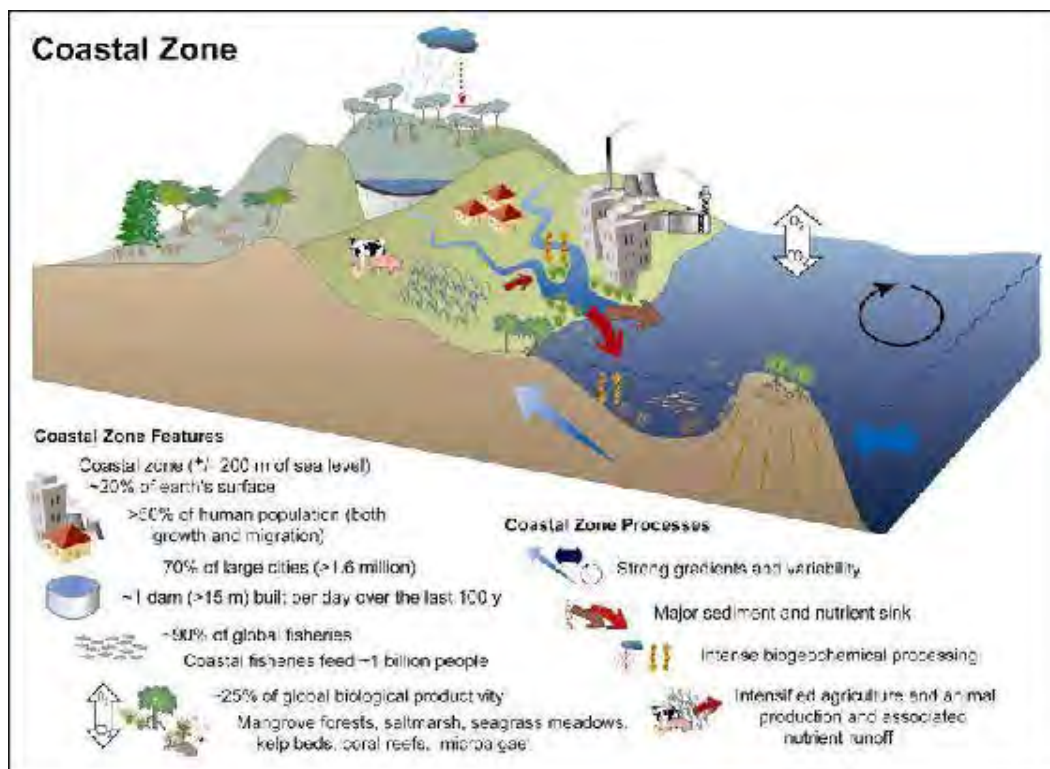 Coastal Zone
O₂
CO₂
Coastal Zone Features
Coastal zone (+/- 200 m of sea level)
~20% of earth's surface
>50% of human population (both
growth and migration)
70% of large cities (>1.6 million)
~1 dam (>15 m) built per day over the last 100 y
~90% of global fisheries
Coastal fisheries feed ~1 billion people
~25% of global biological productivity
Mangrove forests, saltmarsh, seagrass meadows,
kelp beds, coral reefs, microalgae
Coastal Zone Processes
Strong gradients and variability
Major sediment and nutrient sink
Intense biogeochemical processing
Intensified agriculture and animal
production and associated
nutrient runoff